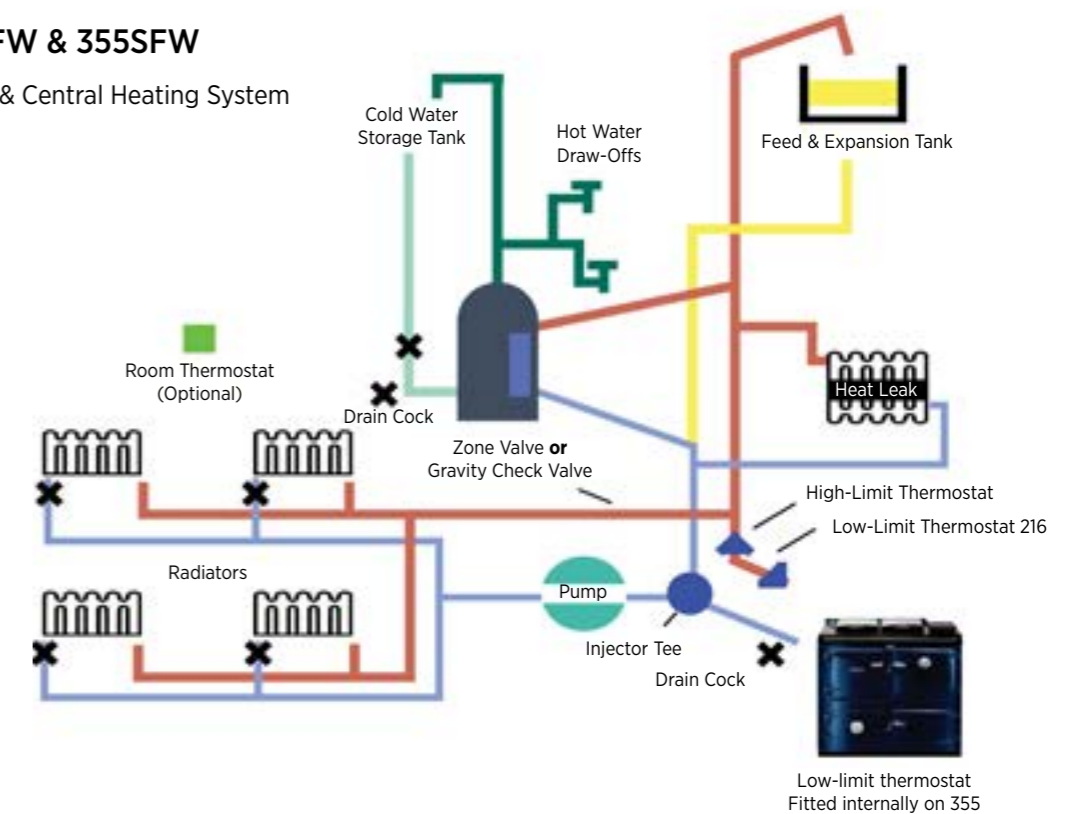 FW & 355SFW
& Central Heating System
Cold Water
Storage Tank
Hot Water
Draw-Offs
Feed & Expansion Tank
Room Thermostat
(Optional)
Drain Cock
Heat Leak
Zone Valve or
Gravity Check Valve
High-Limit Thermostat
Low-Limit Thermostat 216
Radiators
Pump
Injector Tee
Drain Cock
Low-limit thermostat
Fitted internally on 355